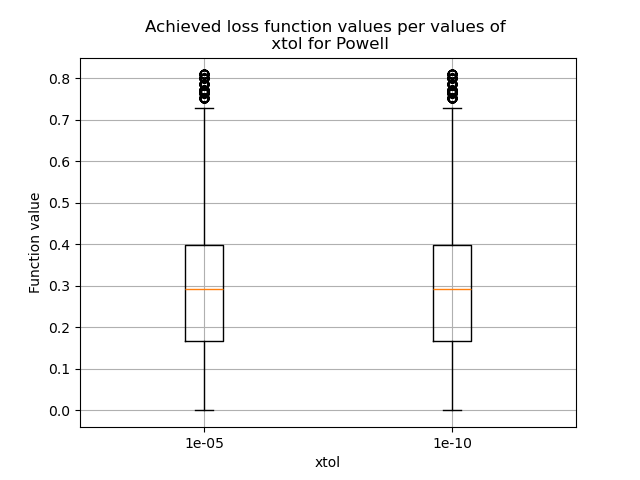 Achieved loss function values per values of
xtol for Powell
Function value
0.8
0.7
0.6
0.5
0.4
0.3
0.2
0.1
0.0
1e-05
1e-10
xtol